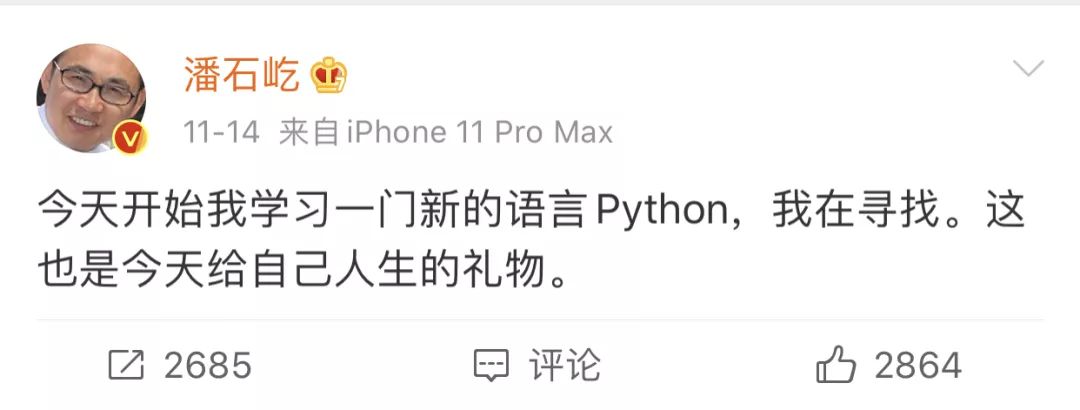 潘石屹
11-14 来自iPhone 11 Pro Max
今天开始我学习一门新的语言Python，我在寻找。这
也是今天给自己人生的礼物。
2685 评论 2864